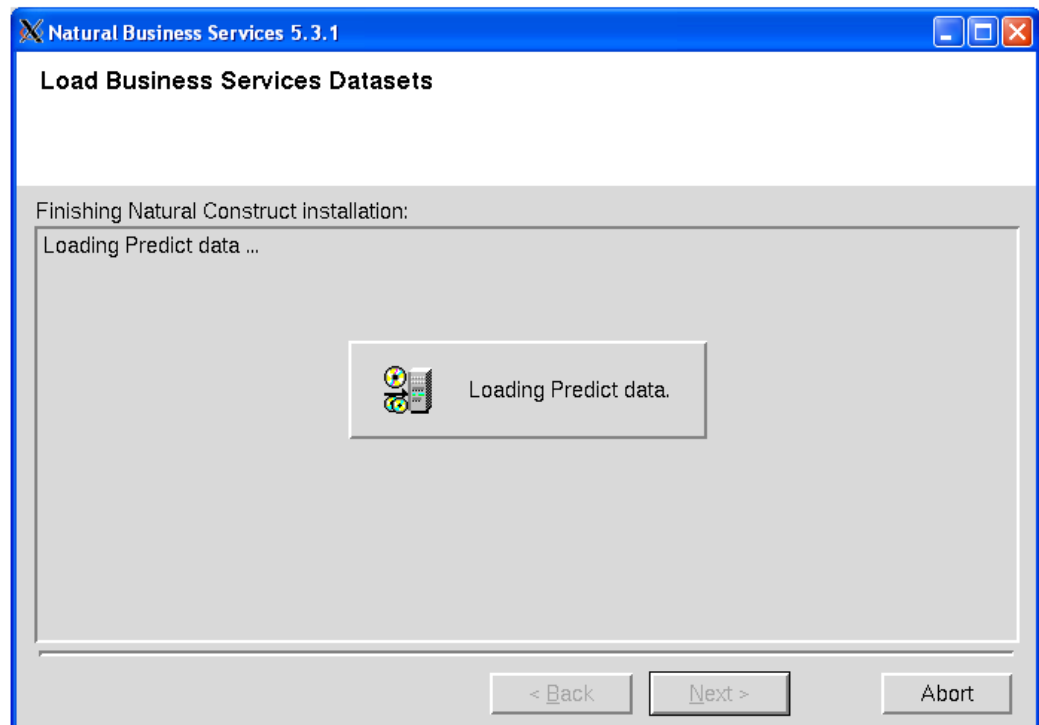 Natural Business Services 5.3.1
Load Business Services Datasets
Finishing Natural Construct installation:
Loading Predict data ...
Loading Predict data.
< Back
Next >
Abort